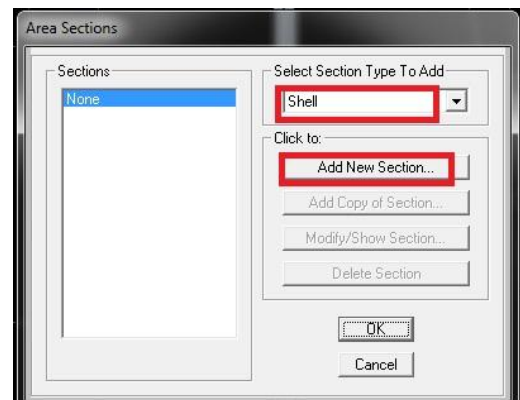 Area Sections
Sections
None
Select Section Type To Add
Shell
Click to:
Add New Section...
Add Copy of Section...
Modify/Show Section...
Delete Section
OK
Cancel